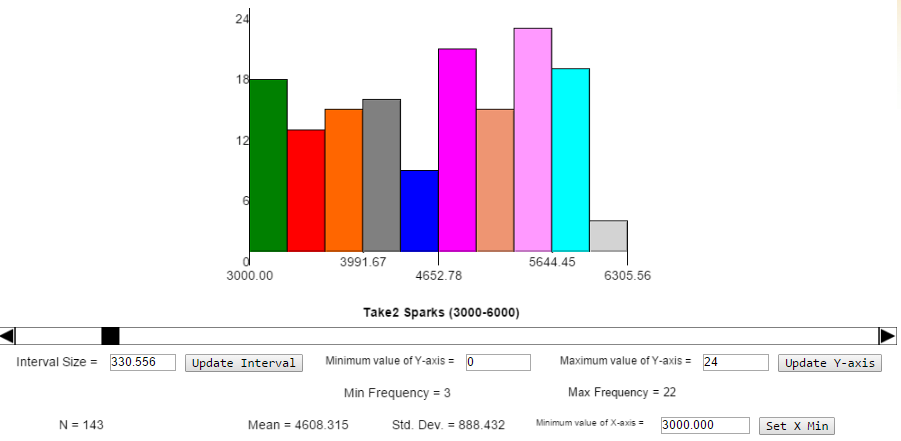 24
18
12
6
0
3991.67 5644.45
3000.00 4652.78 6305.56
Take2 Sparks (3000-6000)
Interval Size = 330.556 Update Interval Minimum value of Y-axis = 0 Maximum value of Y-axis = 24 Update Y-axis
Min Frequency = 3 Max Frequency = 22
N = 143 Mean = 4608.315 Std. Dev. = 888.432 Minimum value of X-axis = 3000.000 Set X Min